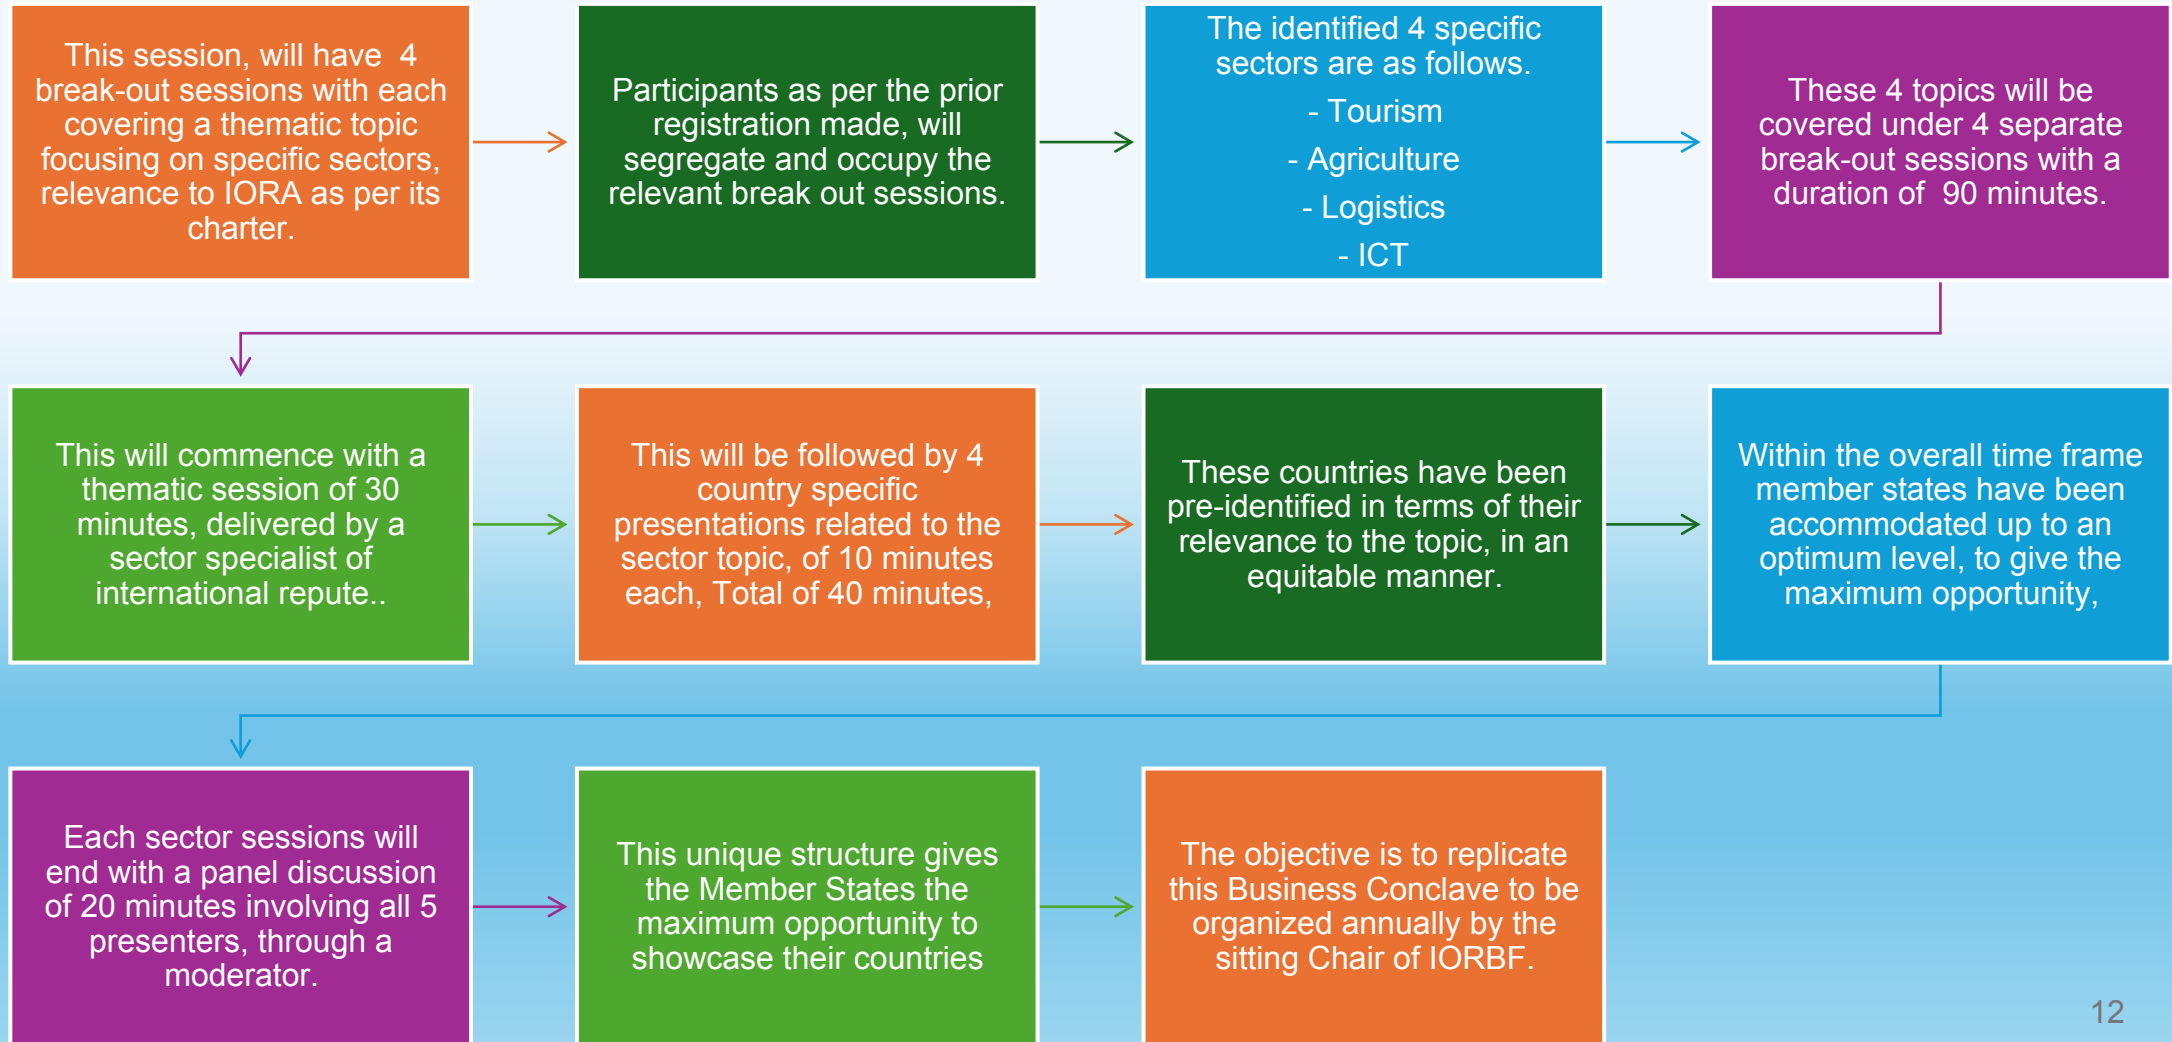 This session, will have  4
break-out sessions with each
covering a thematic topic
focusing on specific sectors,
relevance to IORA as per its
charter.
Participants as per the prior
registration made, will
segregate and occupy the
relevant break out sessions.
The identified 4 specific
sectors are as follows.
- Tourism
- Agriculture
- Logistics
- ICT
These 4 topics will be
covered under 4 separate
break-out sessions with a
duration of  90 minutes.
This will commence with a
thematic session of 30
minutes, delivered by a
sector specialist of
international repute..
This will be followed by 4
country specific
presentations related to the
sector topic, of 10 minutes
each, Total of 40 minutes,
These countries have been
pre-identified in terms of their
relevance to the topic, in an
equitable manner.
Within the overall time frame
member states have been
accommodated up to an
optimum level, to give the
maximum opportunity,
Each sector sessions will
end with a panel discussion
of 20 minutes involving all 5
presenters, through a
moderator.
This unique structure gives
the Member States the
maximum opportunity to
showcase their countries
The objective is to replicate
this Business Conclave to be
organized annually by the
sitting Chair of IORBF.
12